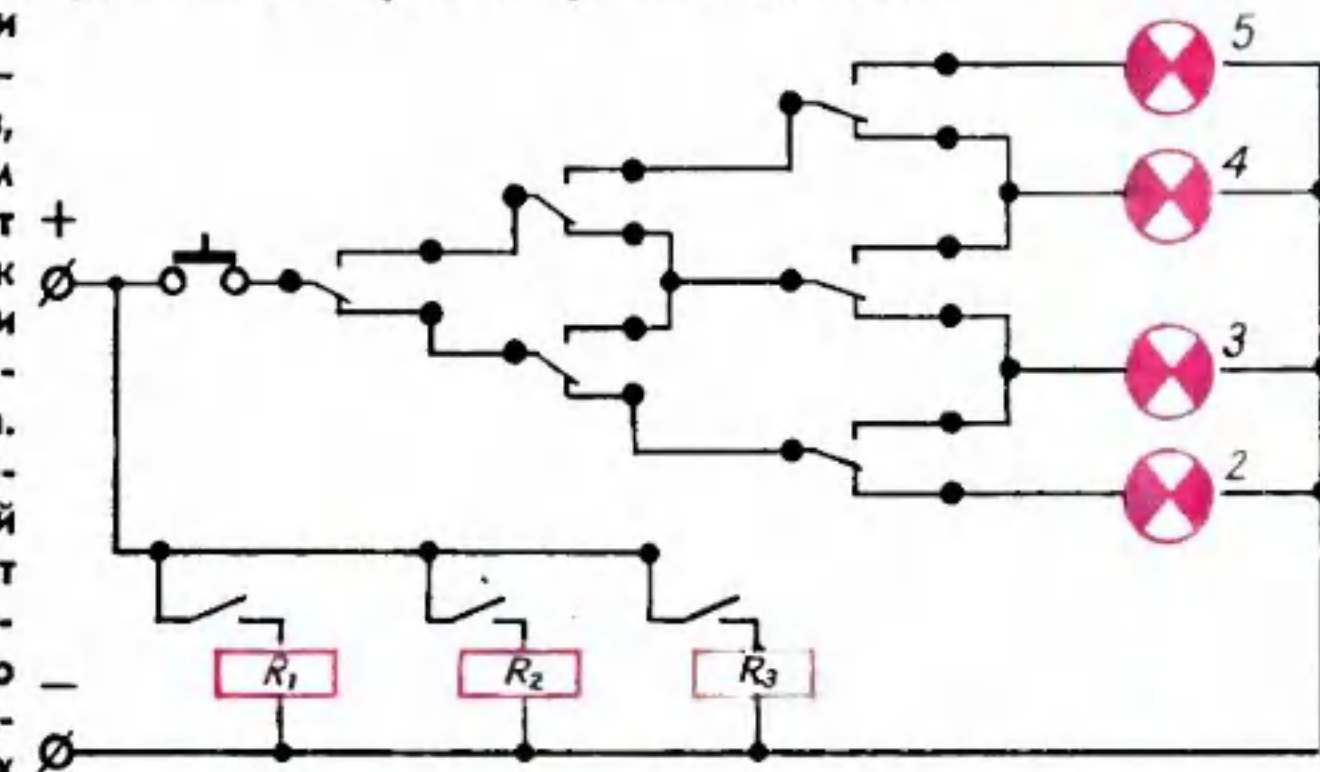 и
–
в,
л
т
+
к
и
-
.
-
й
т
-
о
–
-
х
5
4
3
2
R₁
R₂
R₃